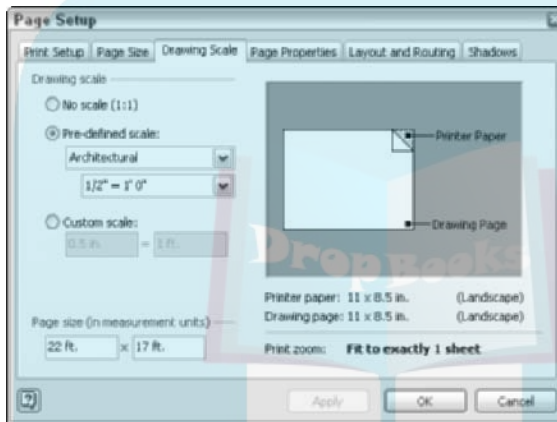 Page Setup
Print Setup Page Size Drawing Scale Page Properties Layout and Routing Shadows
Drawing scale
No scale (1:1)
Pre-defined scale:
Architectural
1/2" = 1' 0"
Custom scale:
0.5 in. = 1 ft.
Page size (in measurement units)
22 ft. x 17 ft.
Printer Paper
Drawing Page
DropBooks
Printer paper: 11 x 8.5 in. (Landscape)
Drawing page: 11 x 8.5 in. (Landscape)
Print zoom: Fit to exactly 1 sheet
? Apply OK Cancel